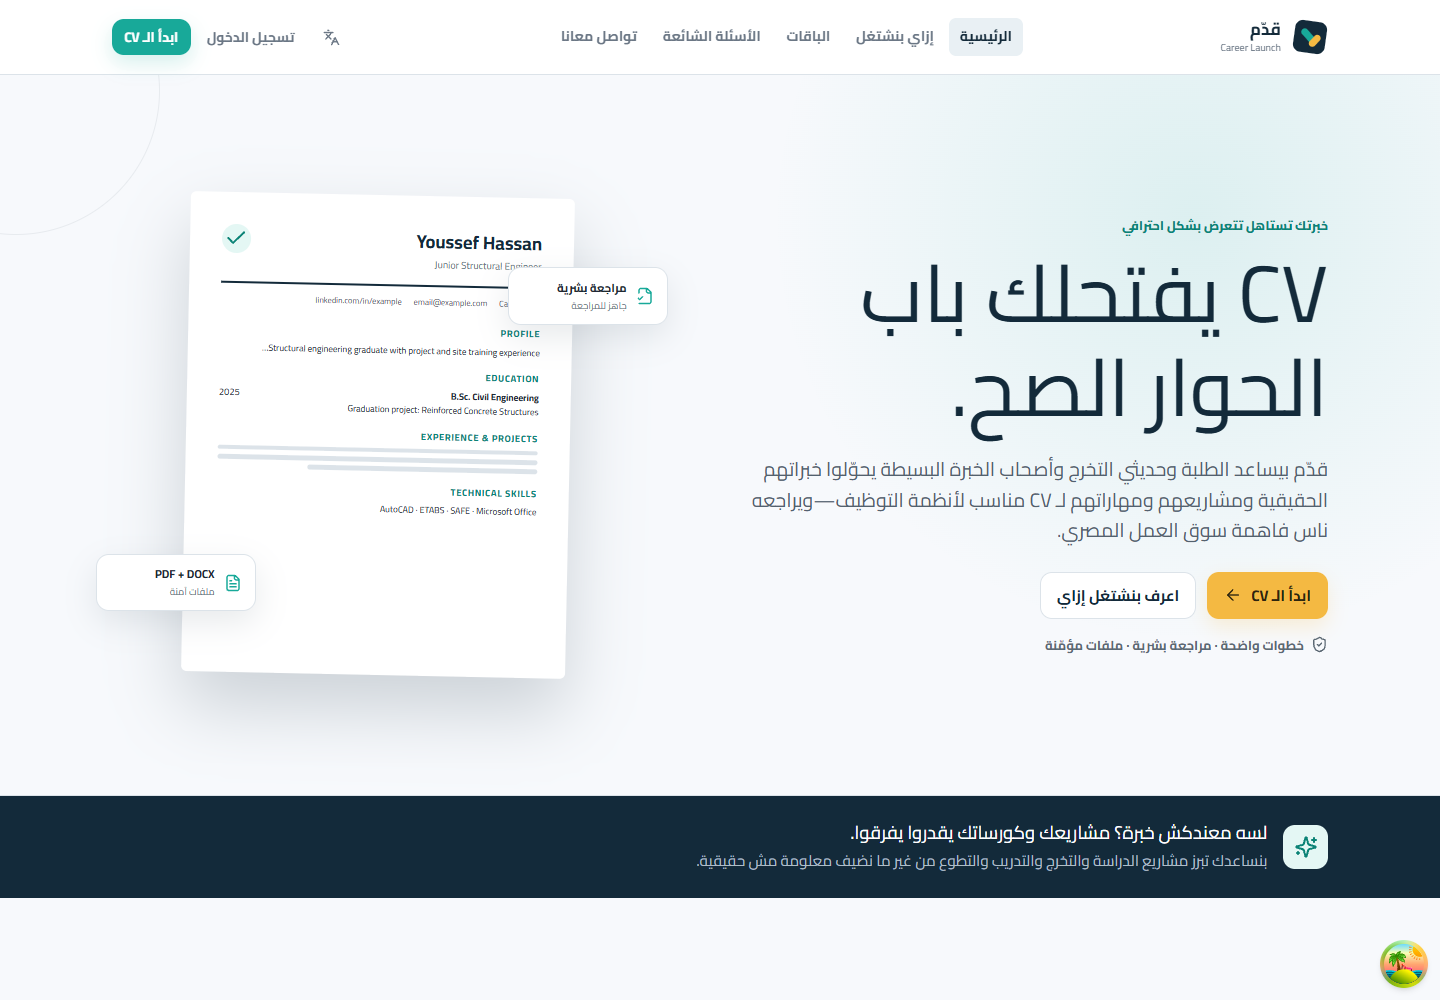 قدّم
Career Launch
الرئيسية
إزاي بنشتغل
الباقات
الأسئلة الشائعة
تواصل معانا
تسجيل الدخول
ابدأ الـ CV
خبرتك تستاهل تتعرض بشكل احترافي
CV يفتحلك باب
الحوار الصح.
قدّم بيساعد الطلبة وحديثي التخرج وأصحاب الخبرة البسيطة يحوّلوا خبراتهم
الحقيقية ومشاريعهم ومهاراتهم لـ CV مناسب لأنظمة التوظيف—ويراجعه
ناس فاهمة سوق العمل المصري.
ابدأ الـ CV
اعرف بنشتغل إزاي
خطوات واضحة · مراجعة بشرية · ملفات مؤمّنة
Youssef Hassan
Junior Structural Engineer
linkedin.com/in/example email@example.com
مراجعة بشرية
جاهز للمراجعة
PROFILE
...Structural engineering graduate with project and site training experience
EDUCATION
B.Sc. Civil Engineering
2025
Graduation project: Reinforced Concrete Structures
EXPERIENCE & PROJECTS
TECHNICAL SKILLS
AutoCAD · ETABS · SAFE · Microsoft Office
PDF + DOCX
ملفات آمنة
لسه معندكش خبرة؟ مشاريعك وكورساتك يقدروا يفرقوا.
بنساعدك تبرز مشاريع الدراسة والتخرج والتدريب والتطوع من غير ما نضيف معلومة مش حقيقية.